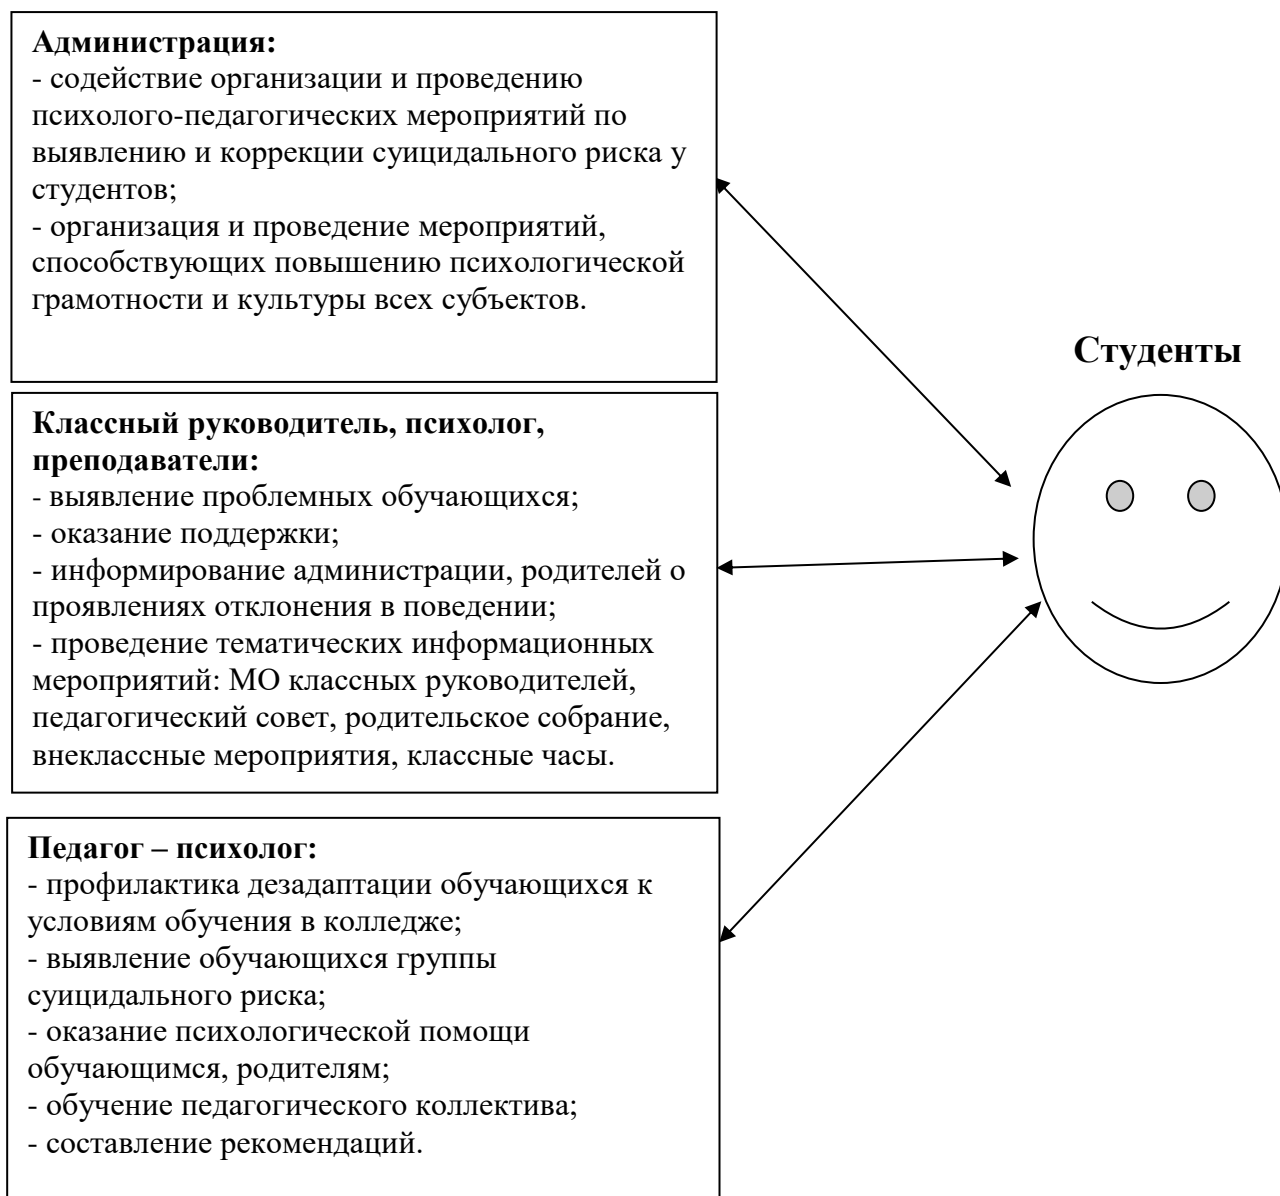 Администрация:
- содействие организации и проведению
психолого-педагогических мероприятий по
выявлению и коррекции суицидального риска у
студентов;
- организация и проведение мероприятий,
способствующих повышению психологической
грамотности и культуры всех субъектов.
Студенты
Классный руководитель, психолог,
преподаватели:
- выявление проблемных обучающихся;
- оказание поддержки;
- информирование администрации, родителей о
проявлениях отклонения в поведении;
- проведение тематических информационных
мероприятий: МО классных руководителей,
педагогический совет, родительское собрание,
внеклассные мероприятия, классные часы.
Педагог – психолог:
- профилактика дезадаптации обучающихся к
условиям обучения в колледже;
- выявление обучающихся группы
суицидального риска;
- оказание психологической помощи
обучающимся, родителям;
- обучение педагогического коллектива;
- составление рекомендаций.